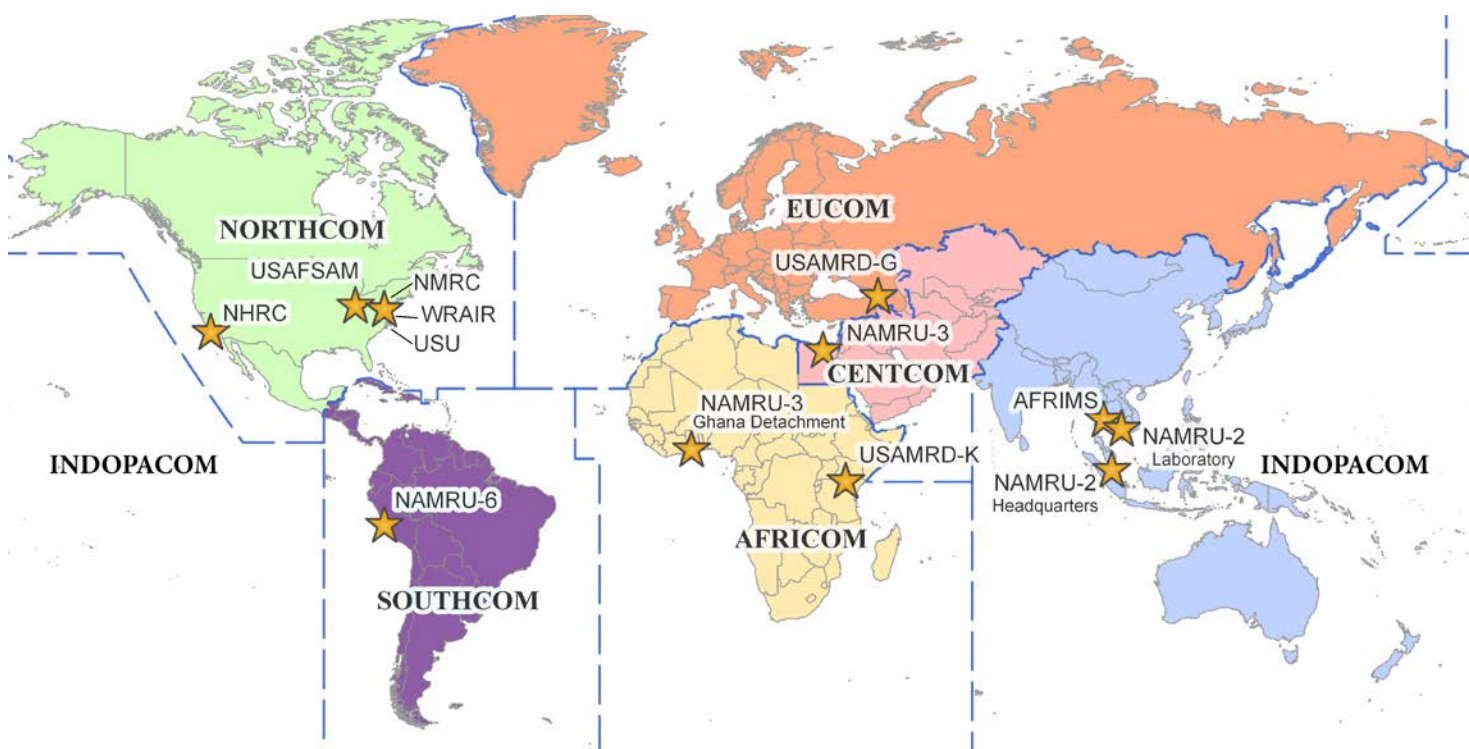 NORTHCOM
EUCOM
USAFSAM
USAMRD-G
NMRC
NHRC
WRAIR
USU
NAMRU-3
CENTCOM
NAMRU-3
Ghana Detachment
AFRIMS
NAMRU-2
Laboratory
INDOPACOM
USAMRD-K
INDOPACOM
NAMRU-2
Headquarters
NAMRU-6
AFRICOM
SOUTHCOM